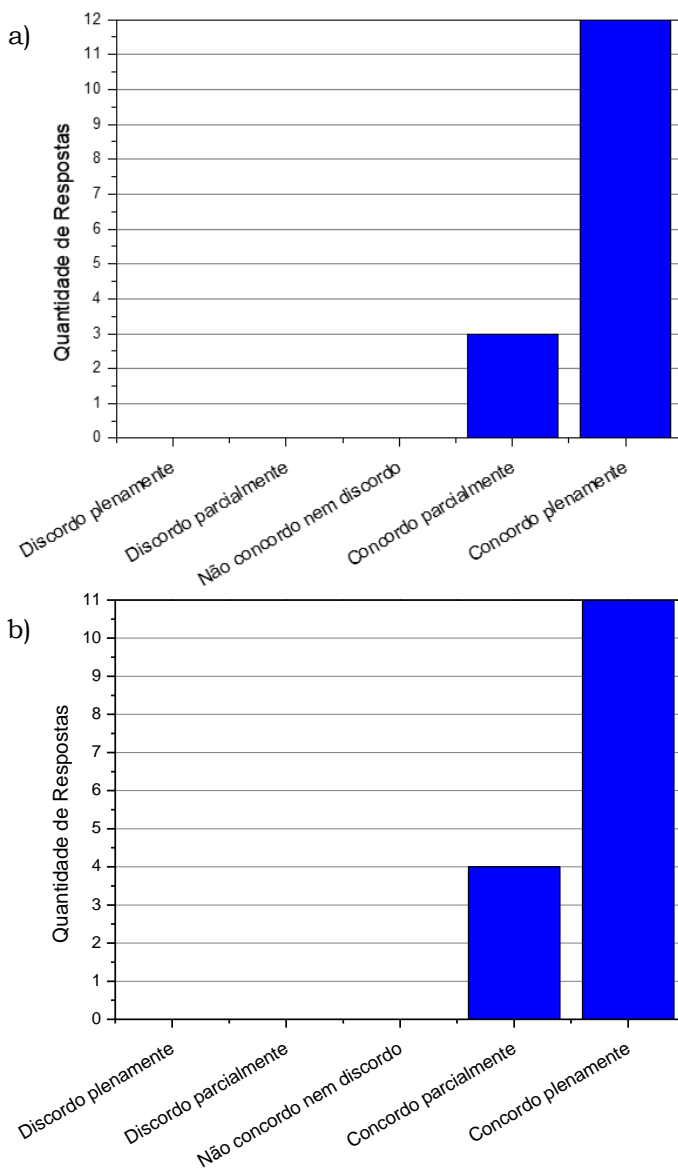 a)
Quantidade de Respostas
12
11
10
9
8
7
6
5
4
3
2
1
0
Discordo plenamente
Discordo parcialmente
Não concordo nem discordo
Concordo parcialmente
Concordo plenamente
b)
Quantidade de Respostas
11
10
9
8
7
6
5
4
3
2
1
0
Discordo plenamente
Discordo parcialmente
Não concordo nem discordo
Concordo parcialmente
Concordo plenamente